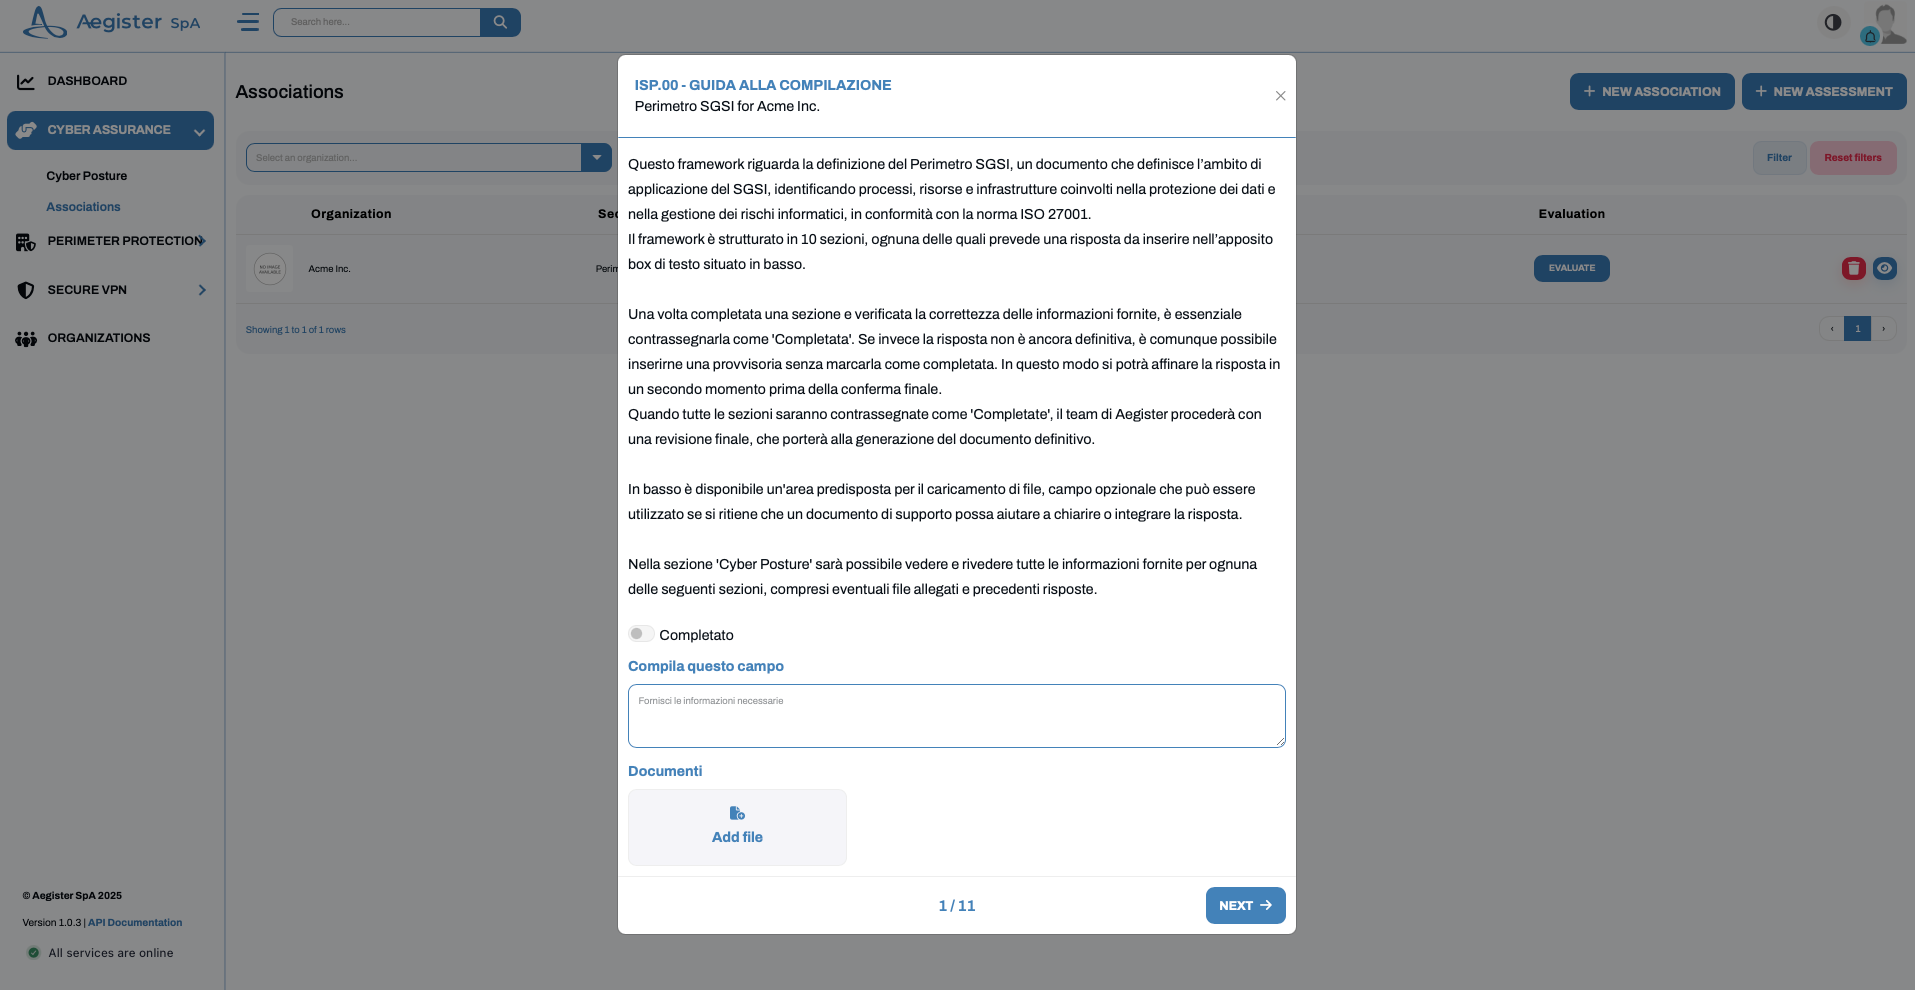 Aegister SpA
Search here...
DASHBOARD
CYBER ASSURANCE
Cyber Posture
Associations
PERIMETER PROTECTION
SECURE VPN
ORGANIZATIONS
© Aegister SpA 2025
Version 1.0.3 | API Documentation
All services are online
Associations
NEW ASSOCIATION
NEW ASSESSMENT
Select an organization...
Filter
Reset filters
Organization
Evaluation
NO IMAGE
AVAILABLE
Acme Inc.
EVALUATE
Showing 1 to 1 of 1 rows
‹ 1 ›
ISP.00 - GUIDA ALLA COMPILAZIONE
Perimetro SGSI for Acme Inc.
Questo framework riguarda la definizione del Perimetro SGSI, un documento che definisce l’ambito di
applicazione del SGSI, identificando processi, risorse e infrastrutture coinvolti nella protezione dei dati e
nella gestione dei rischi informatici, in conformità con la norma ISO 27001.
Il framework è strutturato in 10 sezioni, ognuna delle quali prevede una risposta da inserire nell’apposito
box di testo situato in basso.
Una volta completata una sezione e verificata la correttezza delle informazioni fornite, è essenziale
contrassegnarla come 'Completata'. Se invece la risposta non è ancora definitiva, è comunque possibile
inserirne una provvisoria senza marcarla come completata. In questo modo si potrà affinare la risposta in
un secondo momento prima della conferma finale.
Quando tutte le sezioni saranno contrassegnate come 'Completate', il team di Aegister procederà con
una revisione finale, che porterà alla generazione del documento definitivo.
In basso è disponibile un'area predisposta per il caricamento di file, campo opzionale che può essere
utilizzato se si ritiene che un documento di supporto possa aiutare a chiarire o integrare la risposta.
Nella sezione 'Cyber Posture' sarà possibile vedere e rivedere tutte le informazioni fornite per ognuna
delle seguenti sezioni, compresi eventuali file allegati e precedenti risposte.
Completato
Compila questo campo
Fornisci le informazioni necessarie
Documenti
Add file
1 / 11
NEXT